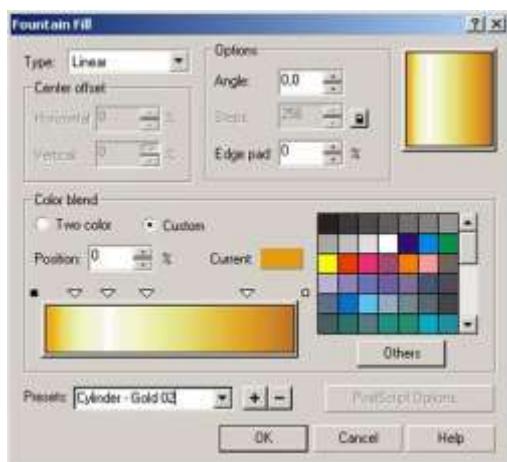 Fountain Fill
Type: Linear
Options
Angle: 0.0
Steps: 256
Edge pad: 0 %
Center offset
Horizontal: 0 %
Vertical: 0 %
Color blend
Two color Custom
Position: 0 % Current:
Others
Presets: Cylinder - Gold 02 + − PostScript Options
OK Cancel Help